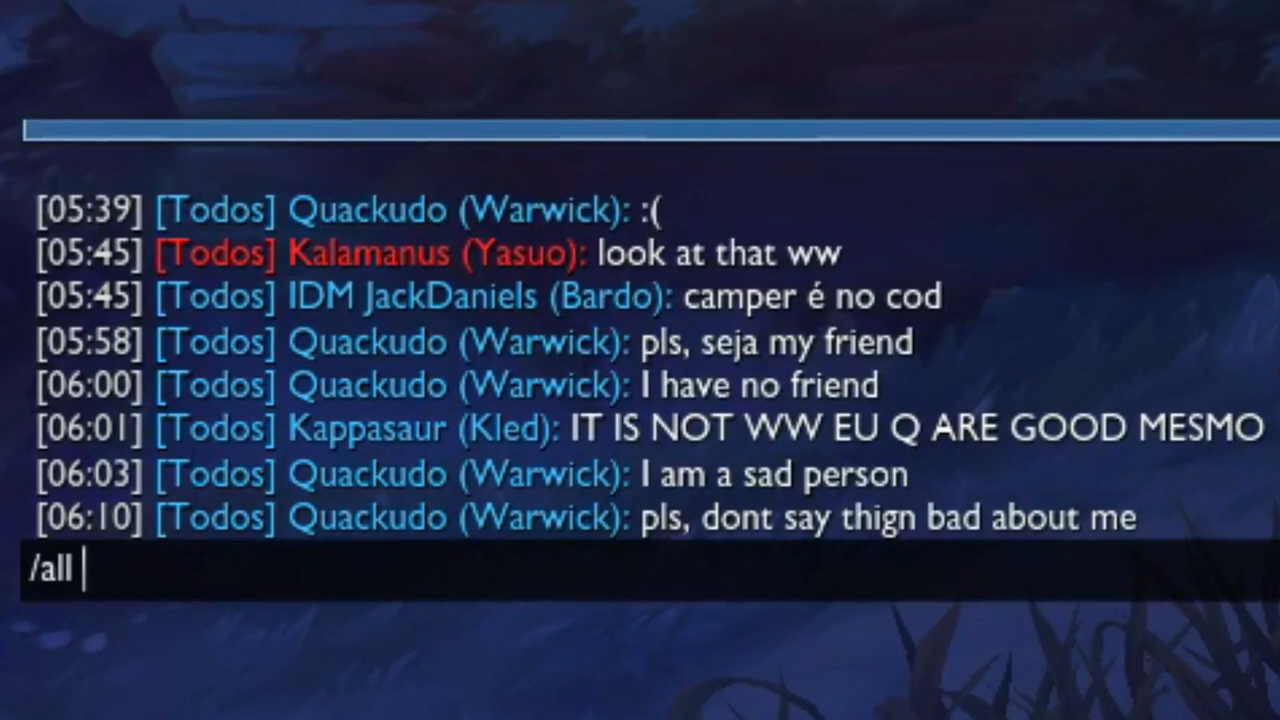 [05:39] [Todos] Quackudo (Warwick): :(
[05:45] [Todos] Kalamanus (Yasuo): look at that ww
[05:45] [Todos] IDM JackDaniels (Bardo): camper é no cod
[05:58] [Todos] Quackudo (Warwick): pls, seja my friend
[06:00] [Todos] Quackudo (Warwick): I have no friend
[06:01] [Todos] Kappasaur (Kled): IT IS NOT WW EU Q ARE GOOD MESMO
[06:03] [Todos] Quackudo (Warwick): I am a sad person
[06:10] [Todos] Quackudo (Warwick): pls, dont say thign bad about me
/all